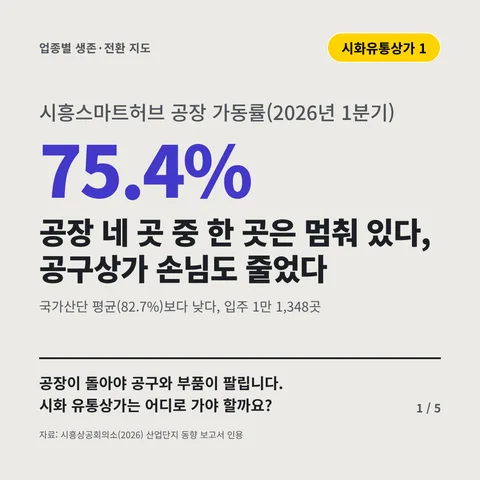 업종별 생존·전환 지도
시화유통상가 1
시흥스마트허브 공장 가동률(2026년 1분기)
75.4%
공장 네 곳 중 한 곳은 멈춰 있다,
공구상가 손님도 줄었다
국가산단 평균(82.7%)보다 낮다, 입주 1만 1,348곳
공장이 돌아야 공구와 부품이 팔립니다.
시화 유통상가는 어디로 가야 할까요?
1 / 5
자료: 시흥상공회의소(2026) 산업단지 동향 보고서 인용